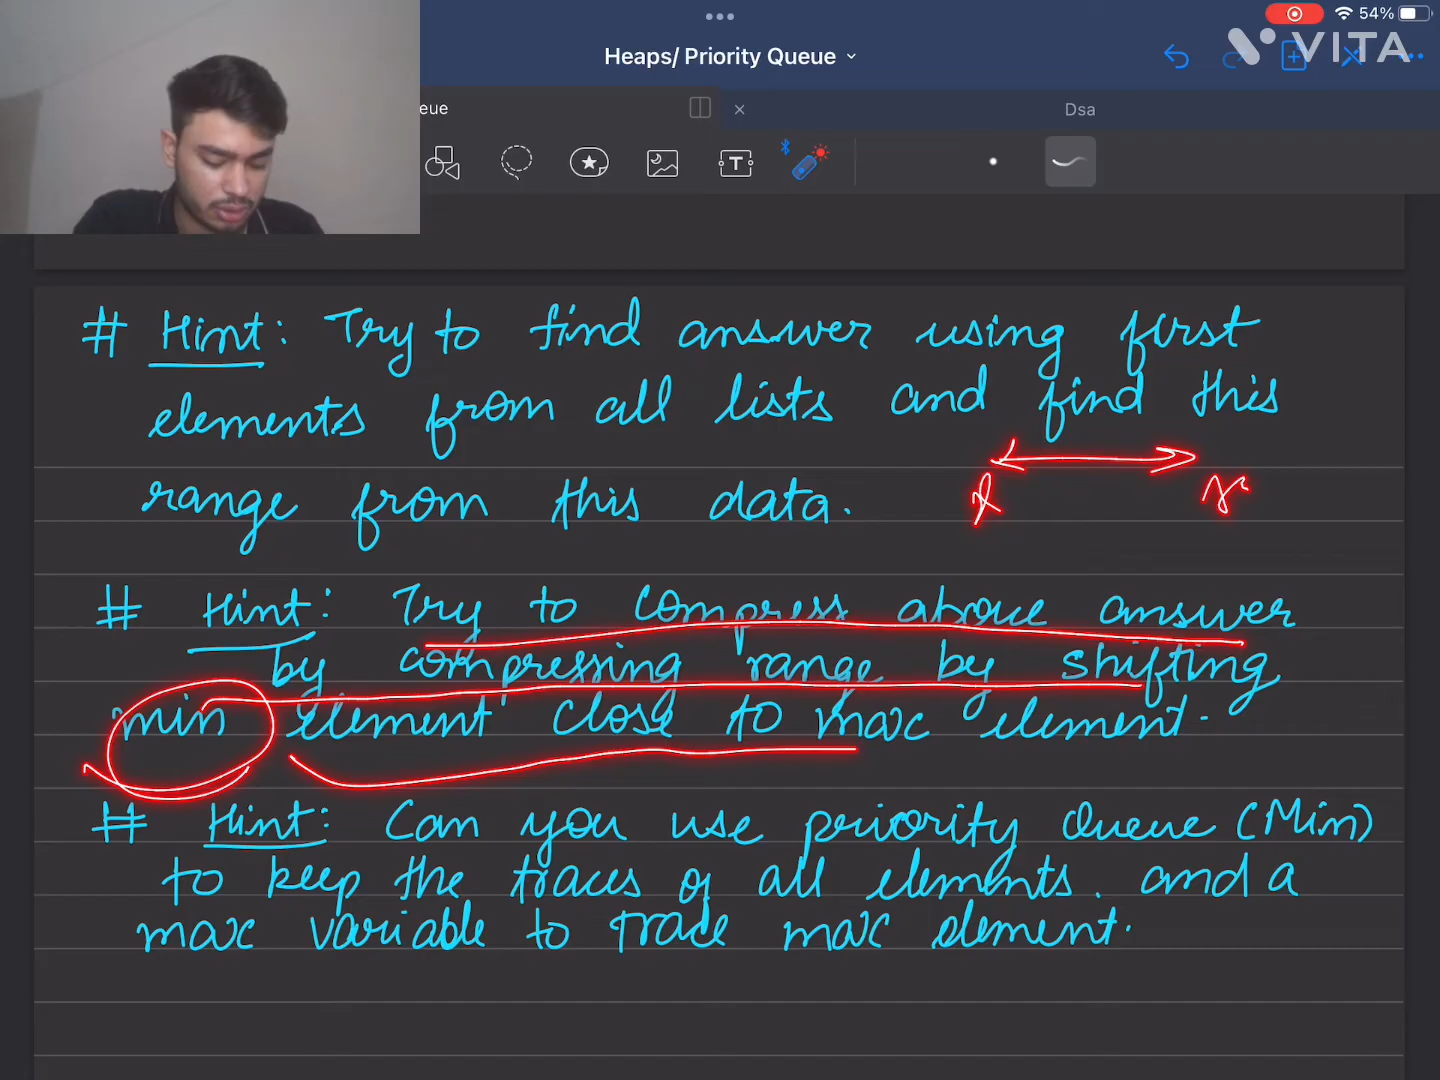 54%
VITA
Heaps/ Priority Queue
eue
Dsa
T
# Hint: Try to find answer using first
elements from all lists and find this
range from this data.
l r
# Hint: Try to compress above answer
by compressing range by shifting
min element close to max element.
# Hint: Can you use priority Queue (Min)
to keep the traces of all elements. and a
max variable to trace max element.